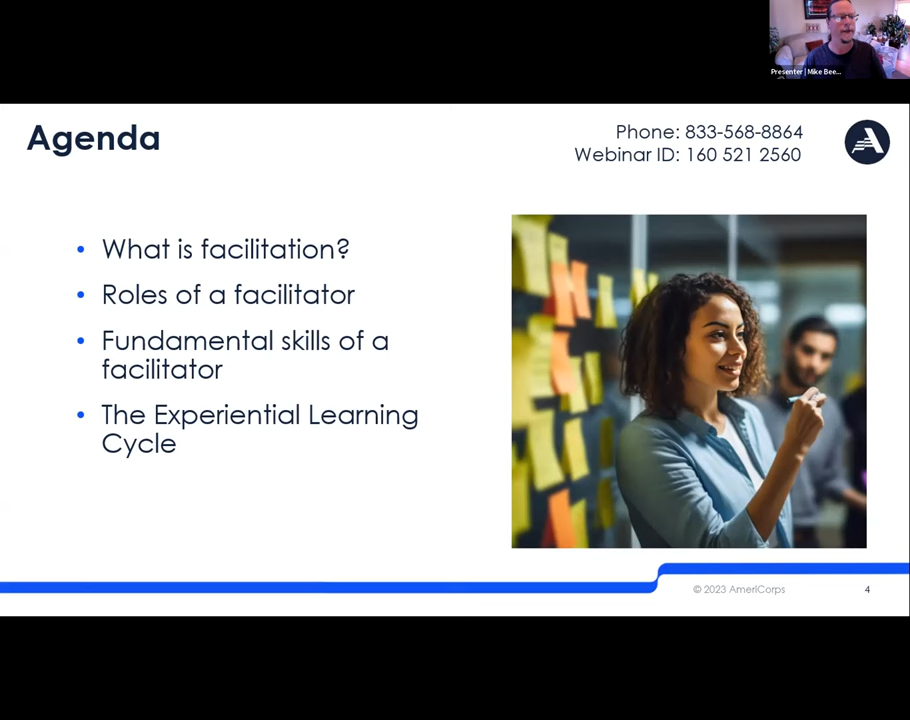 Presenter | Mike Bee...
Agenda
Phone: 833-568-8864
Webinar ID: 160 521 2560
• What is facilitation?
• Roles of a facilitator
• Fundamental skills of a
facilitator
• The Experiential Learning
Cycle
© 2023 AmeriCorps
4